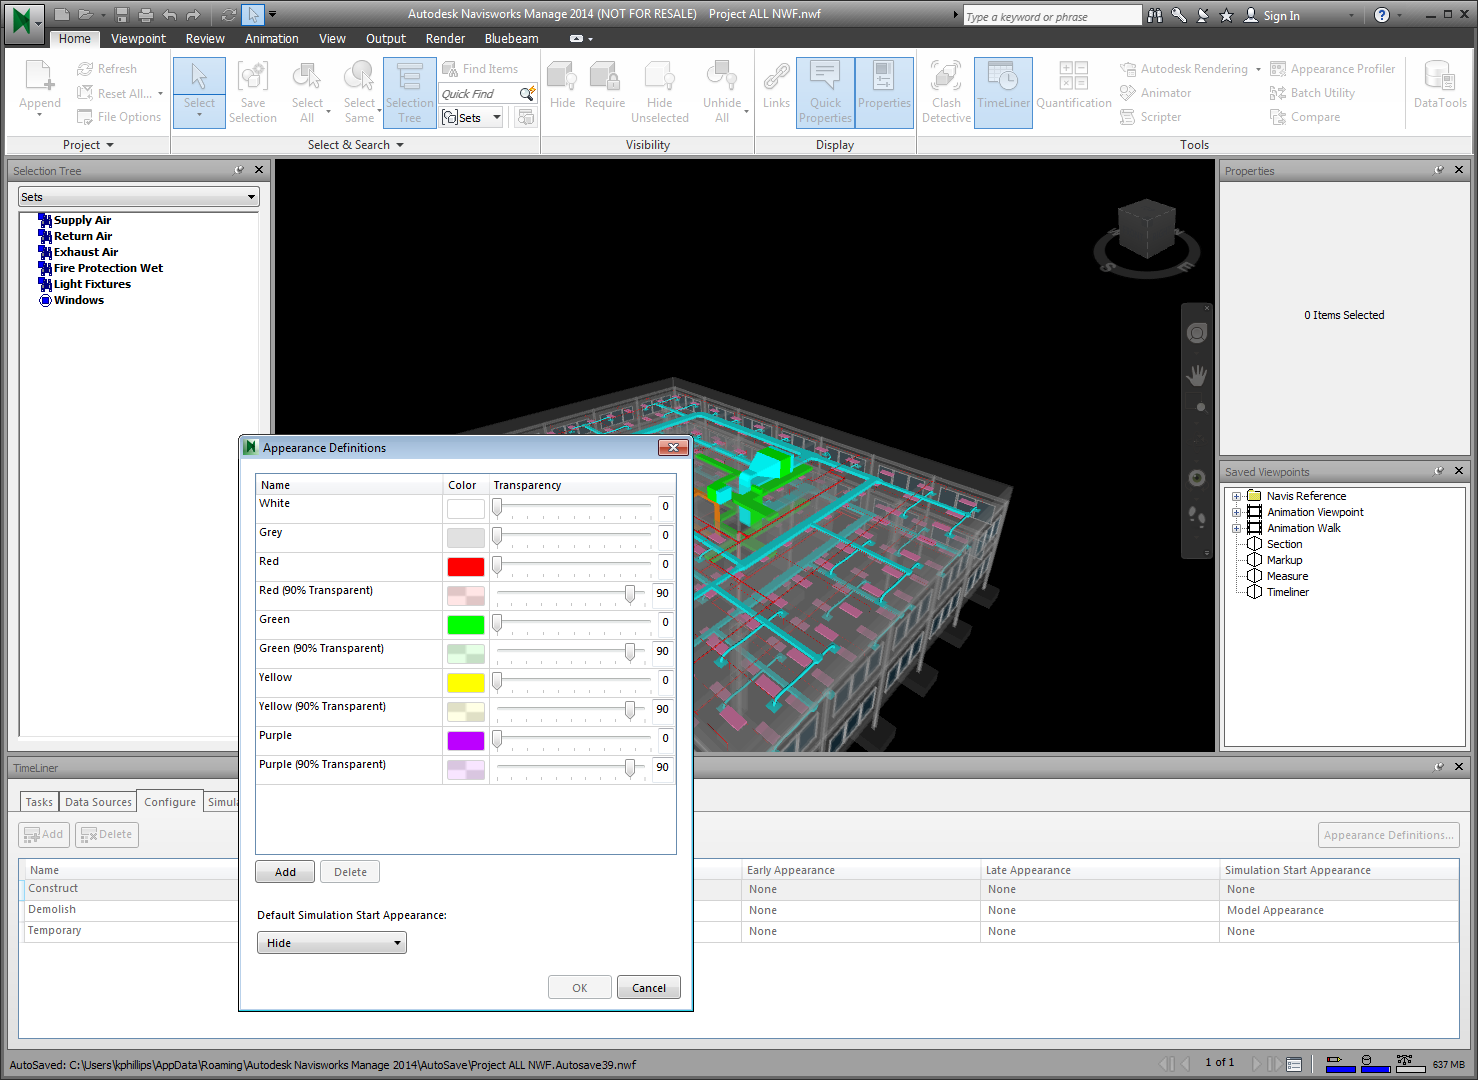 Autodesk Navisworks Manage 2014 (NOT FOR RESALE) Project ALL NWF.nwf
Type a keyword or phrase
Sign In
Home Viewpoint Review Animation View Output Render Bluebeam
Append
Refresh
Reset All...
File Options
Project
Select
Save Selection
Select All
Select Same
Selection Tree
Find Items
Quick Find
Sets
Select & Search
Hide
Require
Hide Unselected
Unhide All
Visibility
Links
Quick Properties
Properties
Display
Clash Detective
TimeLiner
Quantification
Autodesk Rendering
Animator
Scripter
Appearance Profiler
Batch Utility
Compare
DataTools
Tools
Selection Tree
Sets
Supply Air
Return Air
Exhaust Air
Fire Protection Wet
Light Fixtures
Windows
S E
Properties
0 Items Selected
Saved Viewpoints
Navis Reference
Animation Viewpoint
Animation Walk
Section
Markup
Measure
Timeliner
Appearance Definitions
Name Color Transparency
White 0
Grey 0
Red 0
Red (90% Transparent) 90
Green 0
Green (90% Transparent) 90
Yellow 0
Yellow (90% Transparent) 90
Purple 0
Purple (90% Transparent) 90
Add Delete
Default Simulation Start Appearance:
Hide
OK Cancel
TimeLiner
Tasks Data Sources Configure Simula
Add Delete
Appearance Definitions...
Name Early Appearance Late Appearance Simulation Start Appearance
Construct None None None
Demolish None None Model Appearance
Temporary None None None
AutoSaved: C:\Users\kphillips\AppData\Roaming\Autodesk Navisworks Manage 2014\AutoSave\Project ALL NWF.Autosave39.nwf
1 of 1
637 MB